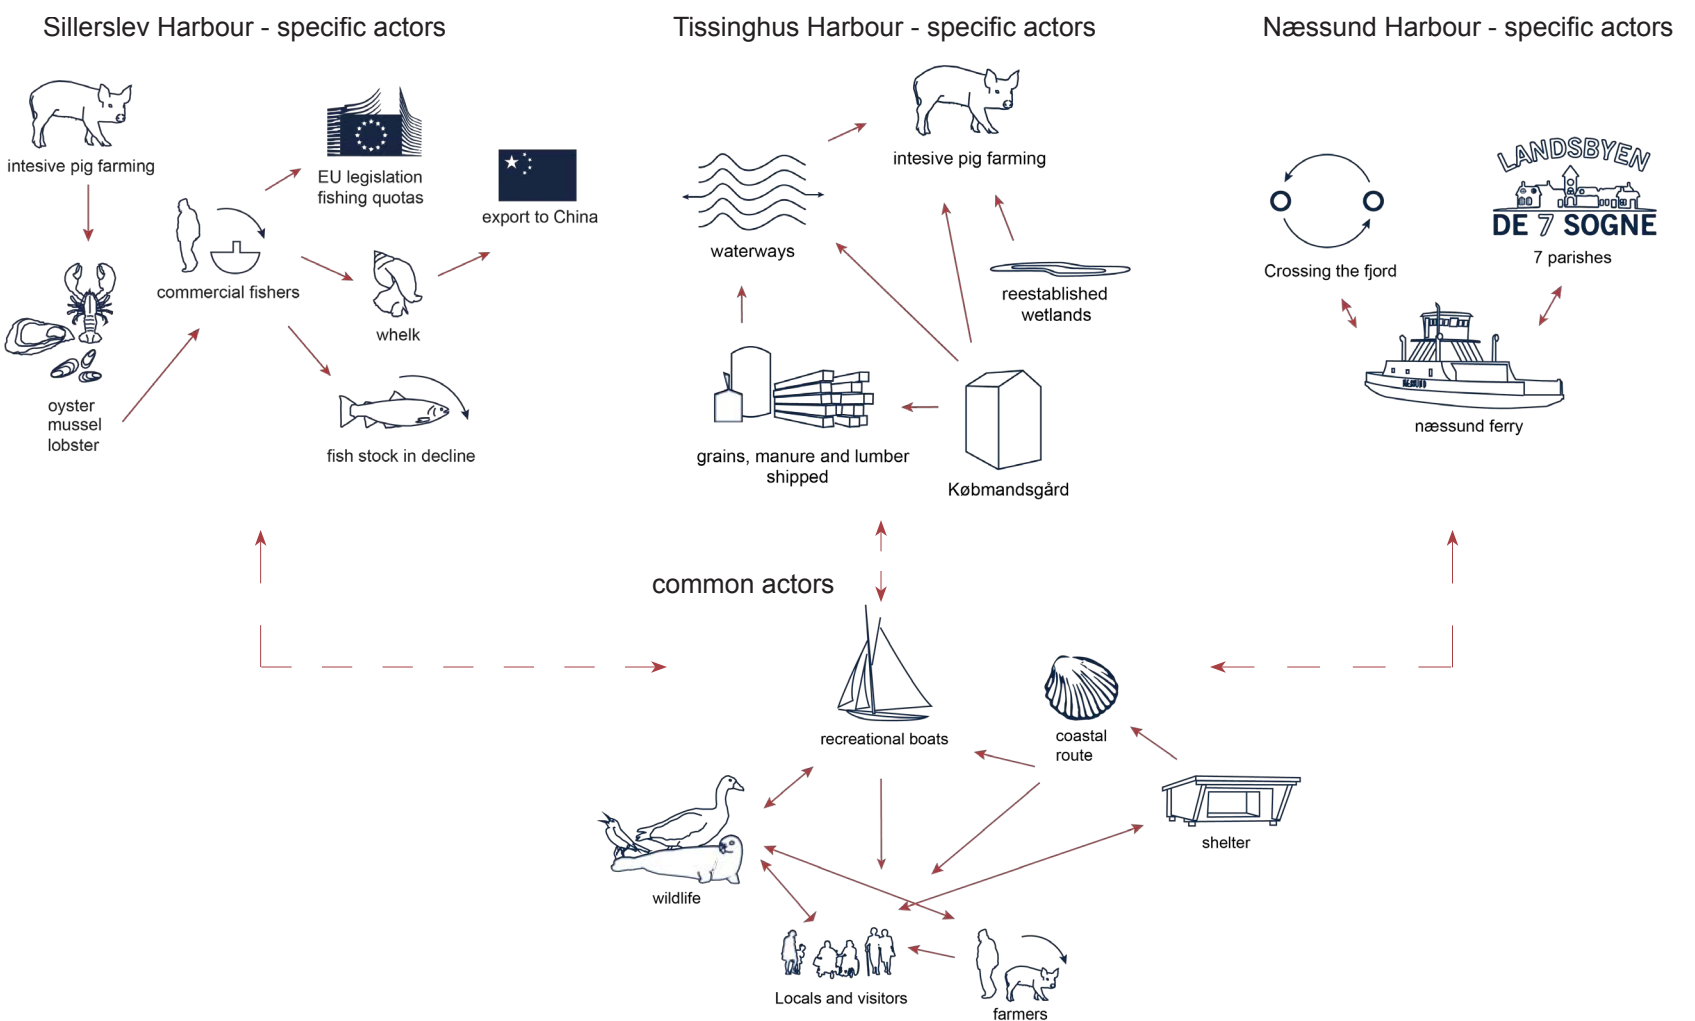 Sillerslev Harbour - specific actors
Tissinghus Harbour - specific actors
Næssund Harbour - specific actors
intesive pig farming
EU legislation
fishing quotas
export to China
commercial fishers
whelk
oyster
mussel
lobster
fish stock in decline
intesive pig farming
waterways
reestablished
wetlands
grains, manure and lumber
shipped
Købmandsgård
LANDSBYEN
DE 7 SOGNE
7 parishes
Crossing the fjord
NÆSSUND
næssund ferry
common actors
recreational boats
coastal
route
shelter
wildlife
Locals and visitors
farmers